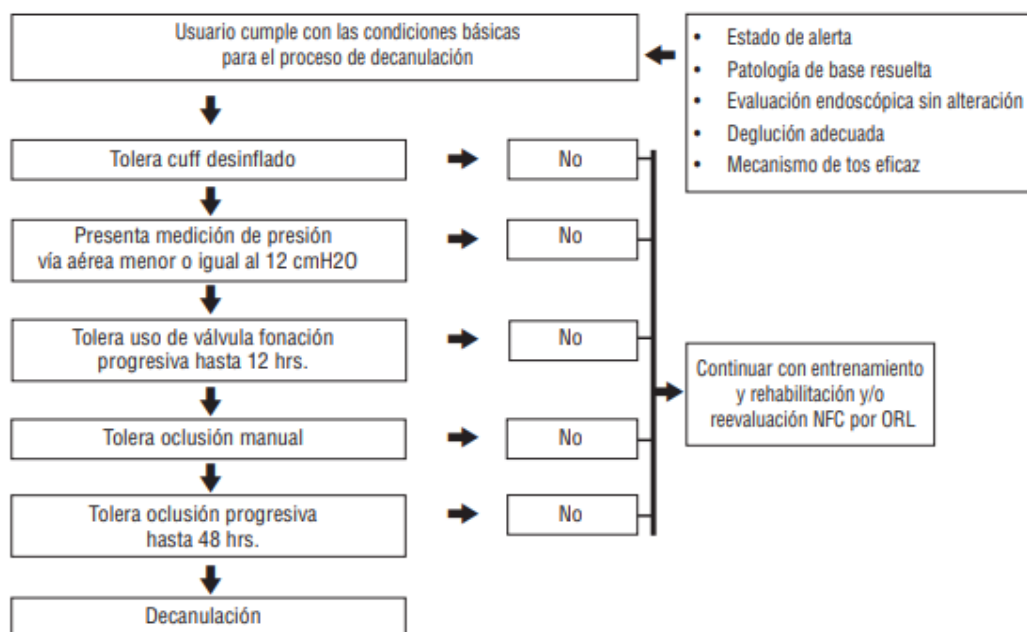 Usuario cumple con las condiciones básicas
para el proceso de decanulación
• Estado de alerta
• Patología de base resuelta
• Evaluación endoscópica sin alteración
• Deglución adecuada
• Mecanismo de tos eficaz
Tolera cuff desinflado
No
Presenta medición de presión
vía aérea menor o igual al 12 cmH2O
No
Tolera uso de válvula fonación
progresiva hasta 12 hrs.
No
Continuar con entrenamiento
y rehabilitación y/o
reevaluación NFC por ORL
Tolera oclusión manual
No
Tolera oclusión progresiva
hasta 48 hrs.
No
Decanulación